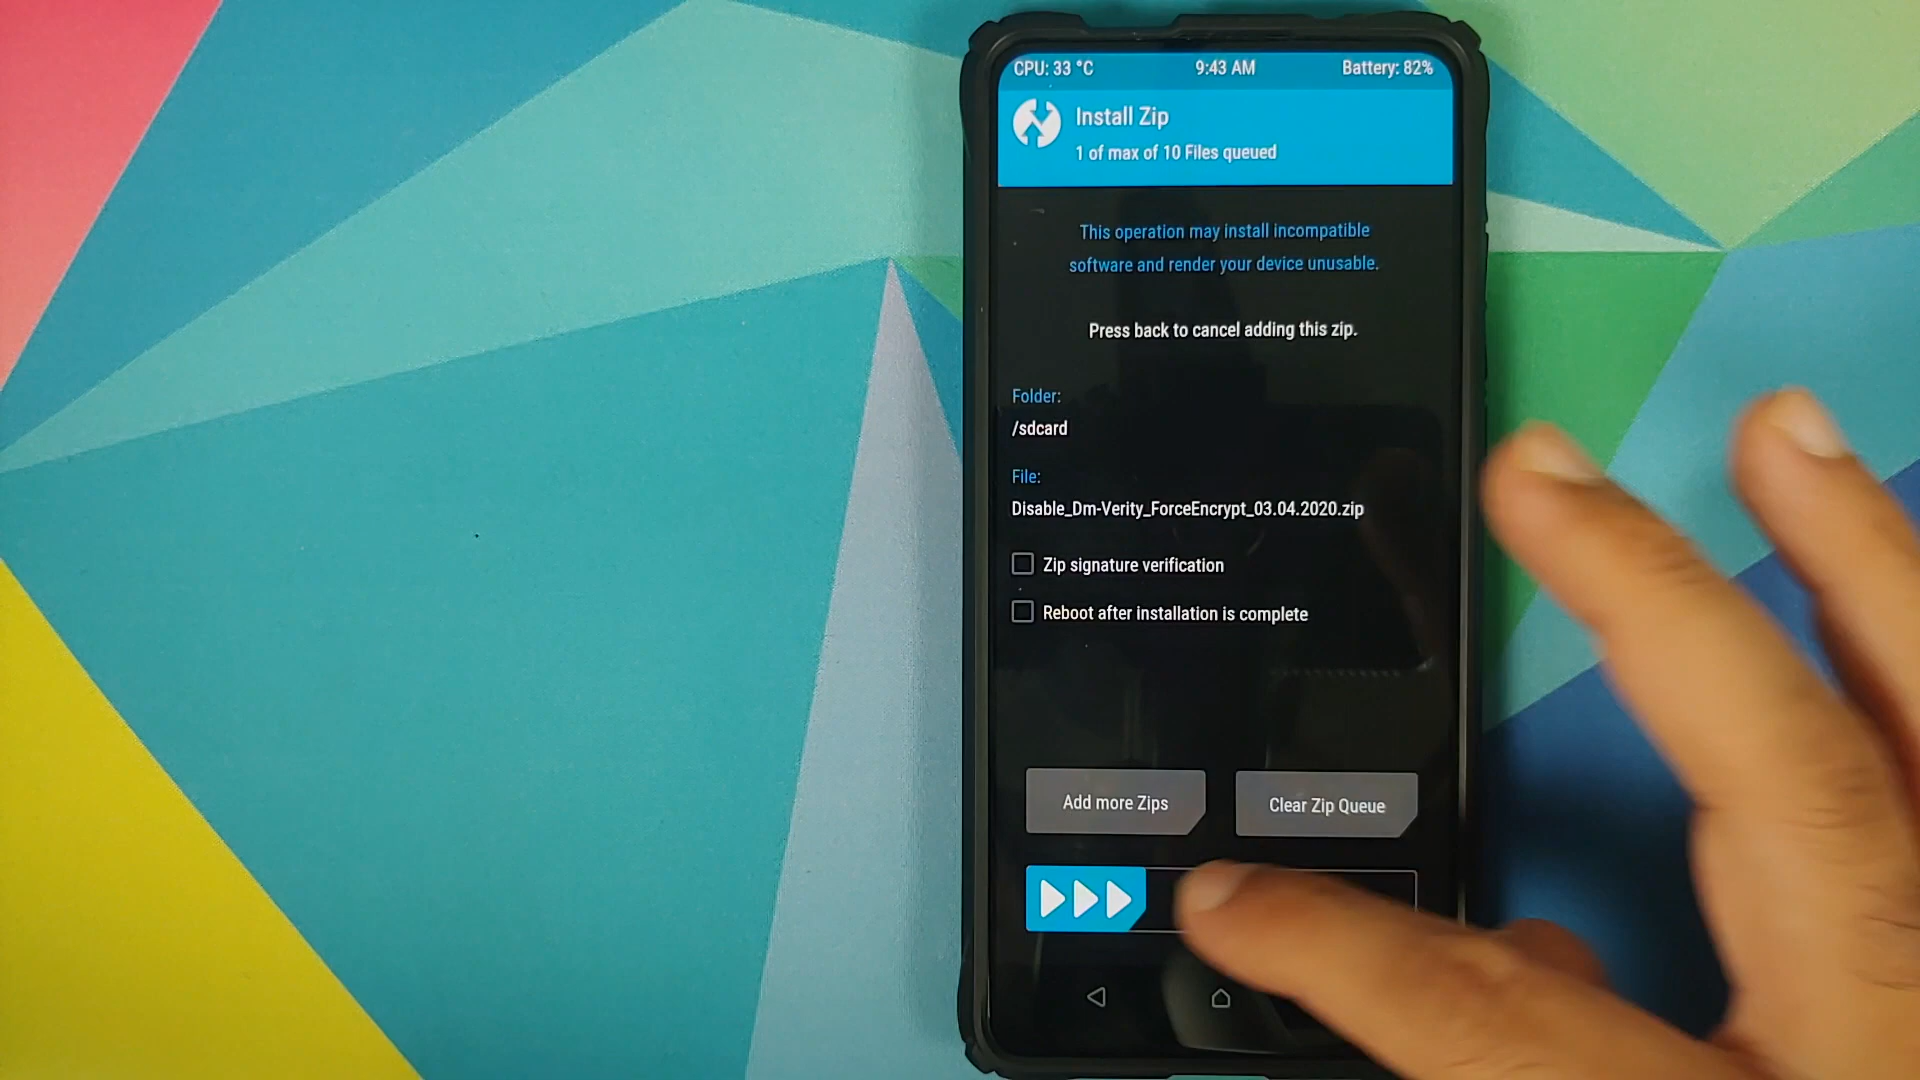 CPU: 33 °C 9:43 AM Battery: 82%
Install Zip
1 of max of 10 Files queued
This operation may install incompatible
software and render your device unusable.
Press back to cancel adding this zip.
Folder:
/sdcard
File:
Disable_Dm-Verity_ForceEncrypt_03.04.2020.zip
Zip signature verification
Reboot after installation is complete
Add more Zips
Clear Zip Queue